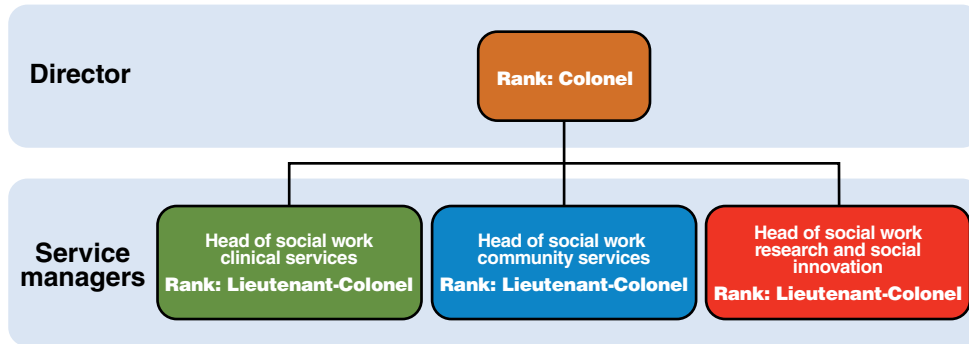 Director
Rank: Colonel
Service
managers
Head of social work
clinical services
Rank: Lieutenant-Colonel
Head of social work
community services
Rank: Lieutenant-Colonel
Head of social work
research and social
innovation
Rank: Lieutenant-Colonel